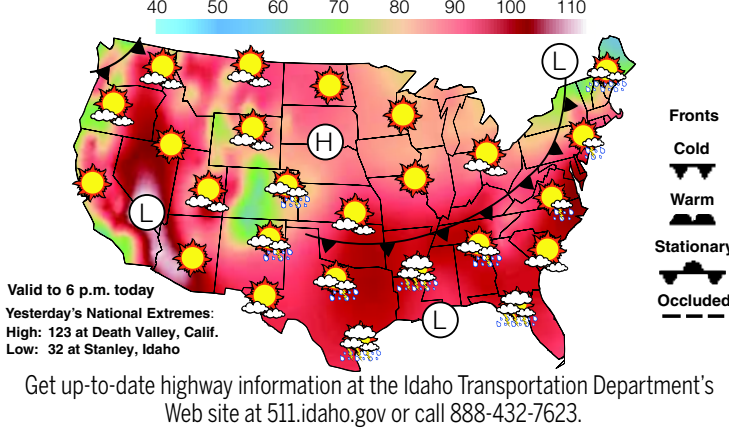 40 50 60 70 80 90 100 110
L
H
L
L
Fronts
Cold
Warm
Stationary
Occluded
Valid to 6 p.m. today
Yesterday's National Extremes:
High: 123 at Death Valley, Calif.
Low: 32 at Stanley, Idaho
Get up-to-date highway information at the Idaho Transportation Department's
Web site at 511.idaho.gov or call 888-432-7623.